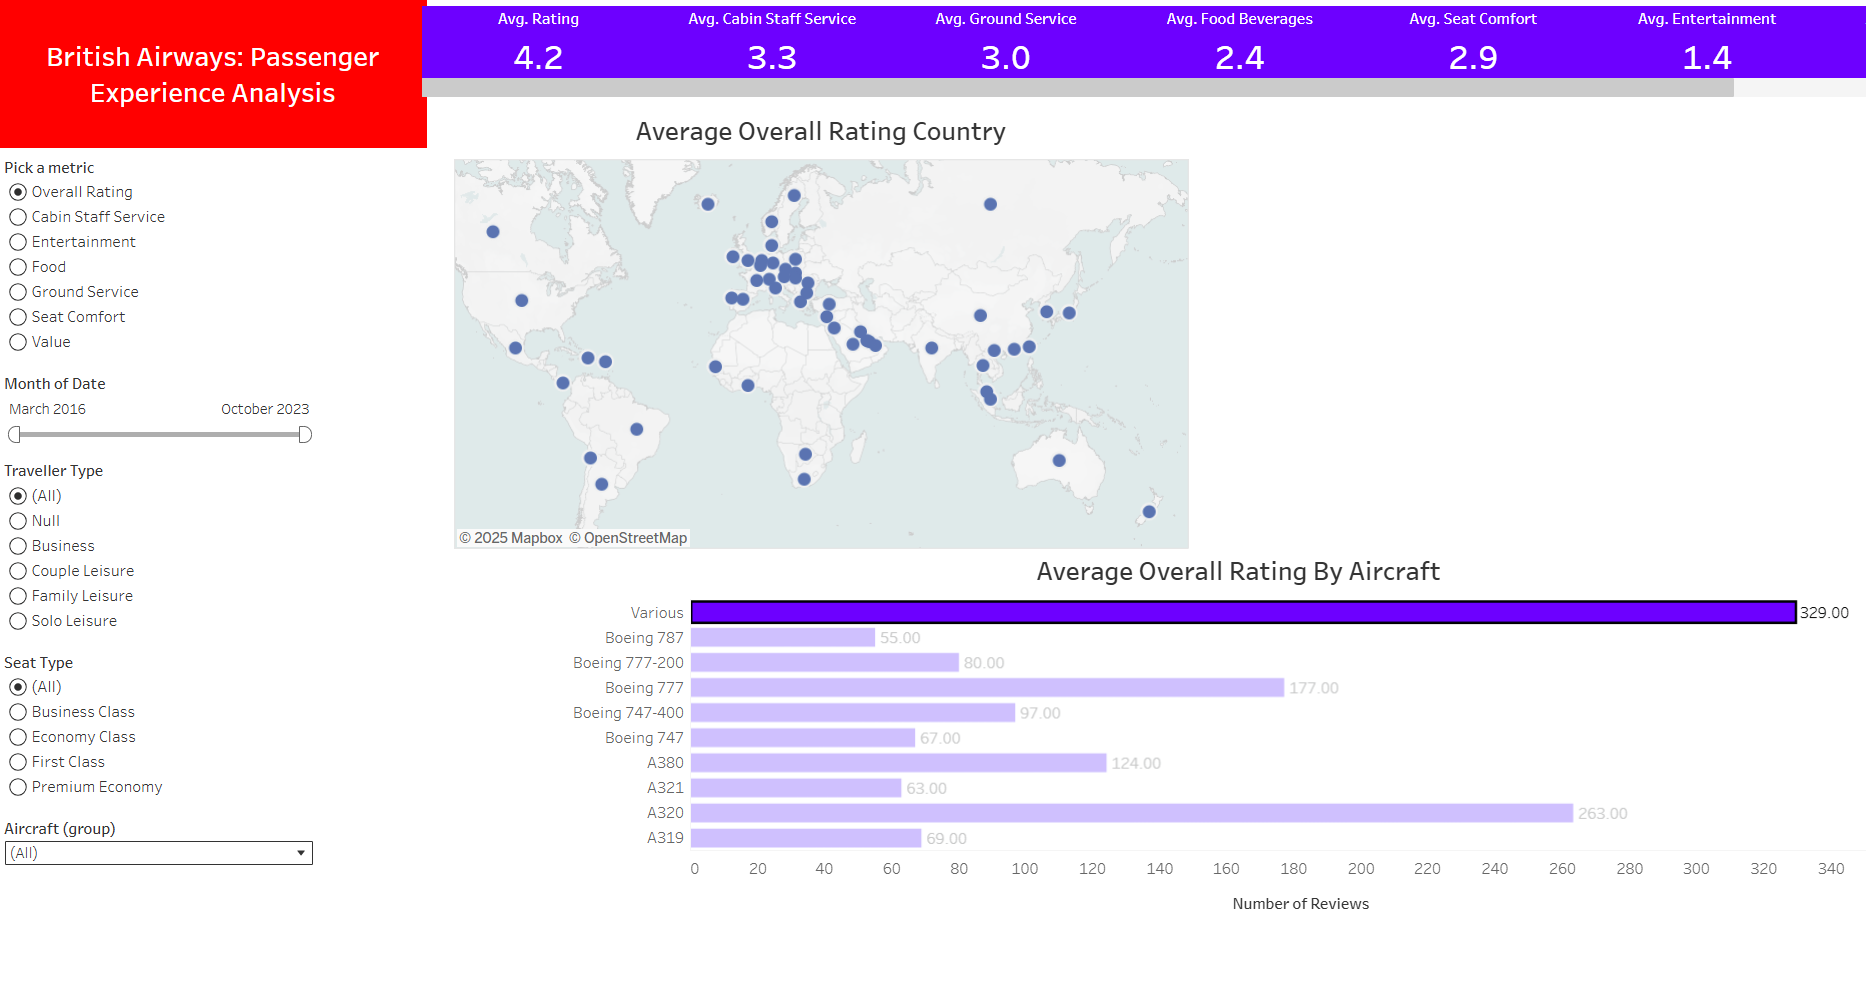 British Airways: Passenger
Experience Analysis
Avg. Rating
4.2
Avg. Cabin Staff Service
3.3
Avg. Ground Service
3.0
Avg. Food Beverages
2.4
Avg. Seat Comfort
2.9
Avg. Entertainment
1.4
Pick a metric
Overall Rating
Cabin Staff Service
Entertainment
Food
Ground Service
Seat Comfort
Value
Month of Date
March 2016 October 2023
Traveller Type
(All)
Null
Business
Couple Leisure
Family Leisure
Solo Leisure
Seat Type
(All)
Business Class
Economy Class
First Class
Premium Economy
Aircraft (group)
(All)
Average Overall Rating Country
© 2025 Mapbox © OpenStreetMap
Average Overall Rating By Aircraft
Various 329.00
Boeing 787 55.00
Boeing 777-200 80.00
Boeing 777 177.00
Boeing 747-400 97.00
Boeing 747 67.00
A380 124.00
A321 63.00
A320 263.00
A319 69.00
0 20 40 60 80 100 120 140 160 180 200 220 240 260 280 300 320 340
Number of Reviews